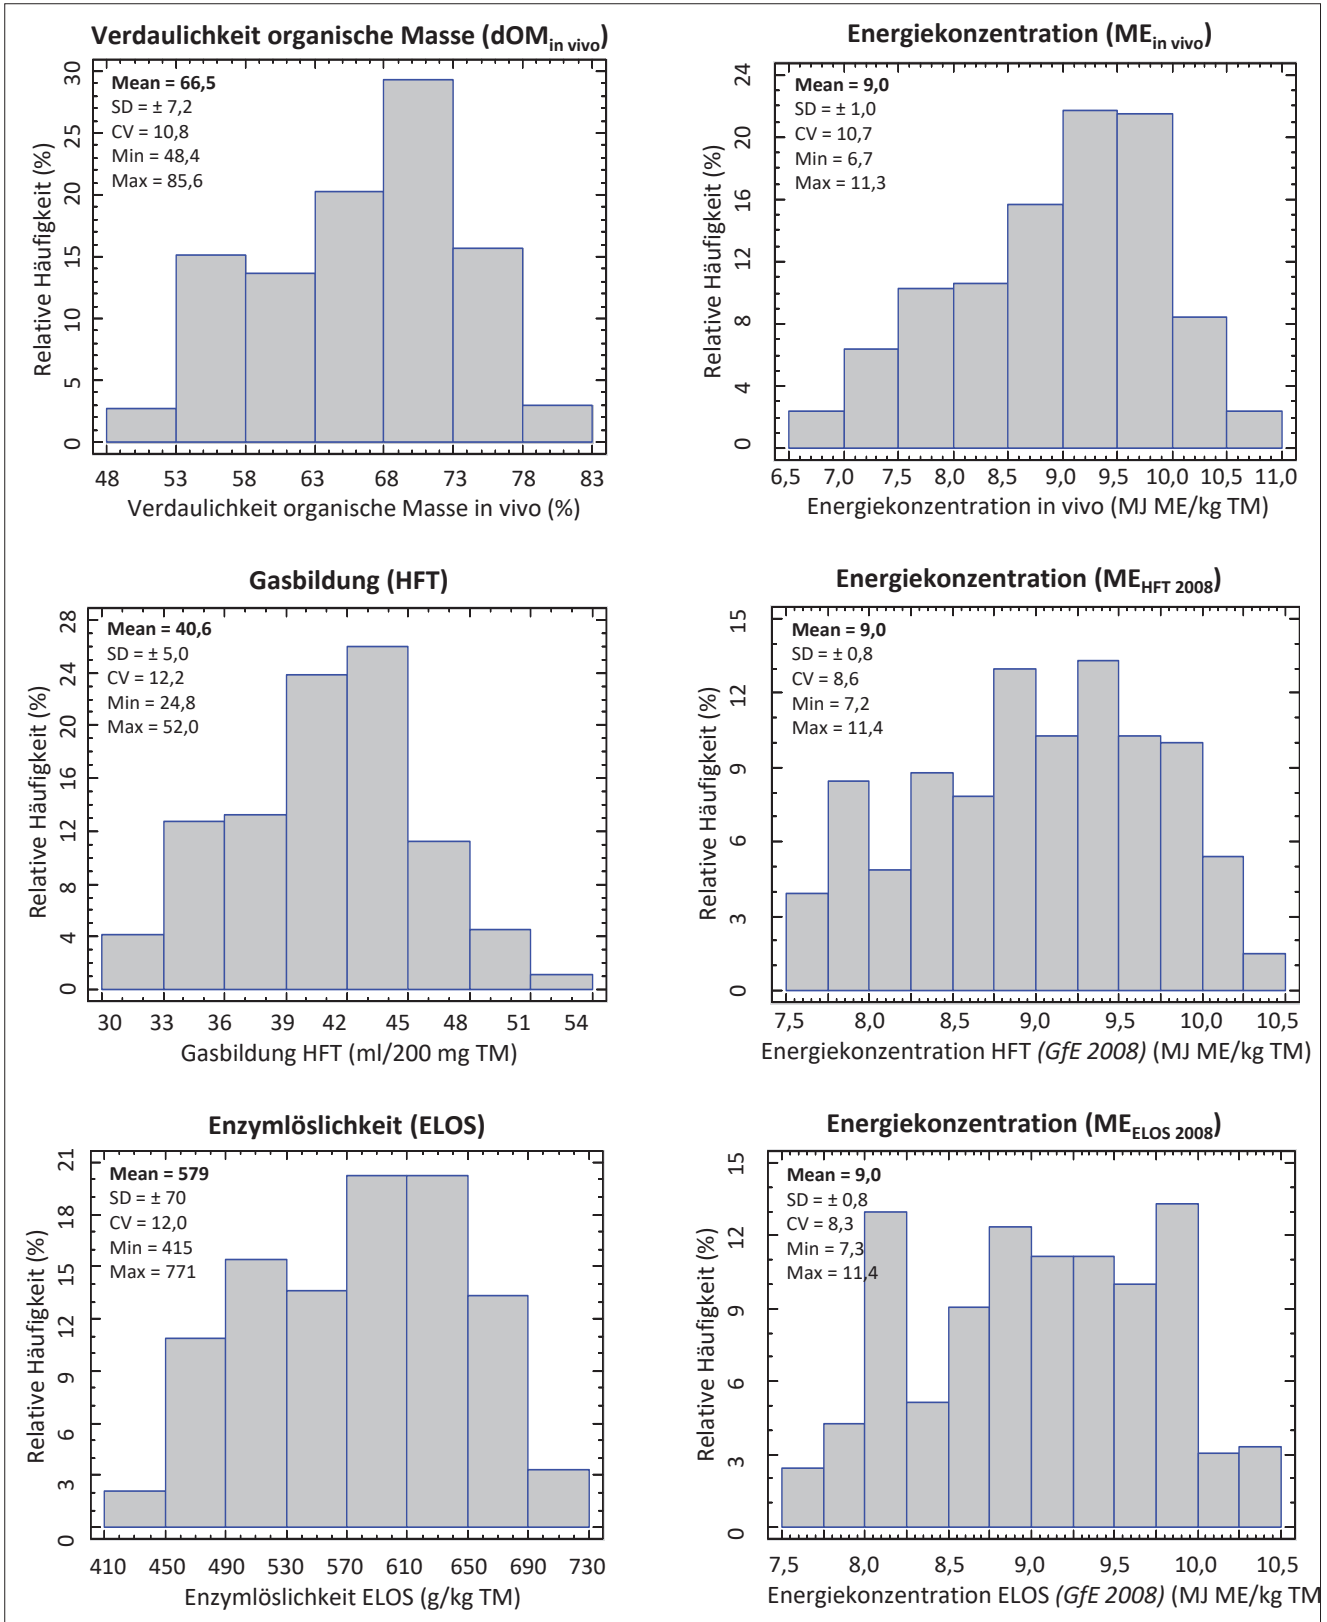 Verdaulichkeit organische Masse (dOM in vivo)
Mean = 66,5
SD = ± 7,2
CV = 10,8
Min = 48,4
Max = 85,6
Relative Häufigkeit (%)
30
25
20
15
10
5
0
48 53 58 63 68 73 78 83
Verdaulichkeit organische Masse in vivo (%)
Energiekonzentration (ME in vivo)
Mean = 9,0
SD = ± 1,0
CV = 10,7
Min = 6,7
Max = 11,3
Relative Häufigkeit (%)
24
20
16
12
8
4
0
6,5 7,0 7,5 8,0 8,5 9,0 9,5 10,0 10,5 11,0
Energiekonzentration in vivo (MJ ME/kg TM)
Gasbildung (HFT)
Mean = 40,6
SD = ± 5,0
CV = 12,2
Min = 24,8
Max = 52,0
Relative Häufigkeit (%)
28
24
20
16
12
8
4
0
30 33 36 39 42 45 48 51 54
Gasbildung HFT (ml/200 mg TM)
Energiekonzentration (ME HFT 2008)
Mean = 9,0
SD = ± 0,8
CV = 8,6
Min = 7,2
Max = 11,4
Relative Häufigkeit (%)
15
12
9
6
3
0
7,5 8,0 8,5 9,0 9,5 10,0 10,5
Energiekonzentration HFT (GfE 2008) (MJ ME/kg TM)
Enzymlöslichkeit (ELOS)
Mean = 579
SD = ± 70
CV = 12,0
Min = 415
Max = 771
Relative Häufigkeit (%)
21
18
15
12
9
6
3
0
410 450 490 530 570 610 650 690 730
Enzymlöslichkeit ELOS (g/kg TM)
Energiekonzentration (ME ELOS 2008)
Mean = 9,0
SD = ± 0,8
CV = 8,3
Min = 7,3
Max = 11,4
Relative Häufigkeit (%)
15
12
9
6
3
0
7,5 8,0 8,5 9,0 9,5 10,0 10,5
Energiekonzentration ELOS (GfE 2008) (MJ ME/kg TM